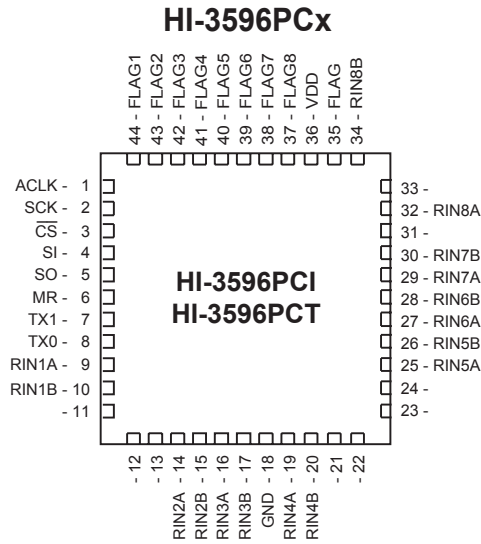 HI-3596PCx
44 - FLAG1
43 - FLAG2
42 - FLAG3
41 - FLAG4
40 - FLAG5
39 - FLAG6
38 - FLAG7
37 - FLAG8
36 - VDD
35 - FLAG
34 - RIN8B
ACLK - 1
SCK - 2
C̅S̅ - 3
SI - 4
SO - 5
MR - 6
TX1 - 7
TX0 - 8
RIN1A - 9
RIN1B - 10
- 11
HI-3596PCI
HI-3596PCT
33 -
32 - RIN8A
31 -
30 - RIN7B
29 - RIN7A
28 - RIN6B
27 - RIN6A
26 - RIN5B
25 - RIN5A
24 -
23 -
- 12
- 13
RIN2A - 14
RIN2B - 15
RIN3A - 16
RIN3B - 17
GND - 18
RIN4A - 19
RIN4B - 20
- 21
- 22